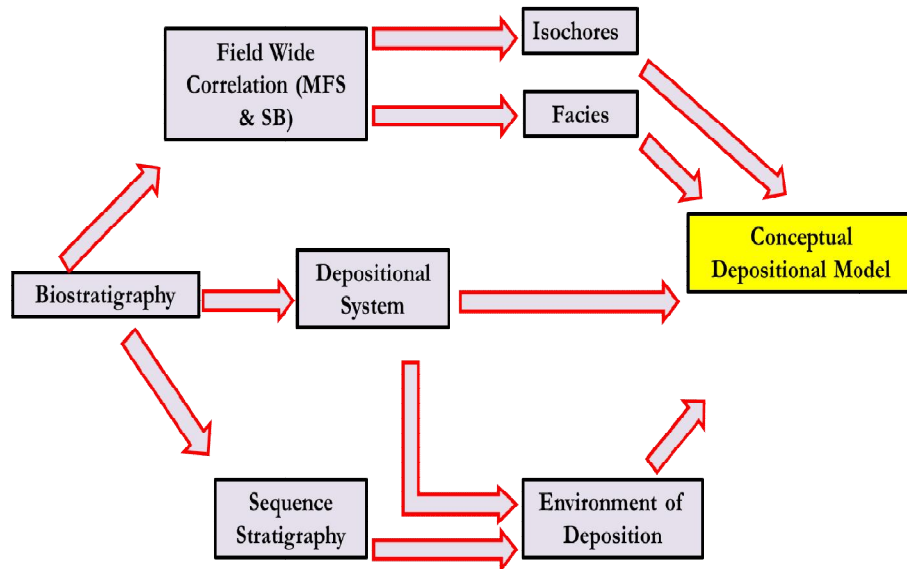 Field Wide
Correlation (MFS
& SB)
Isochores
Facies
Conceptual
Depositional Model
Biostratigraphy
Depositional
System
Sequence
Stratigraphy
Environment of
Deposition